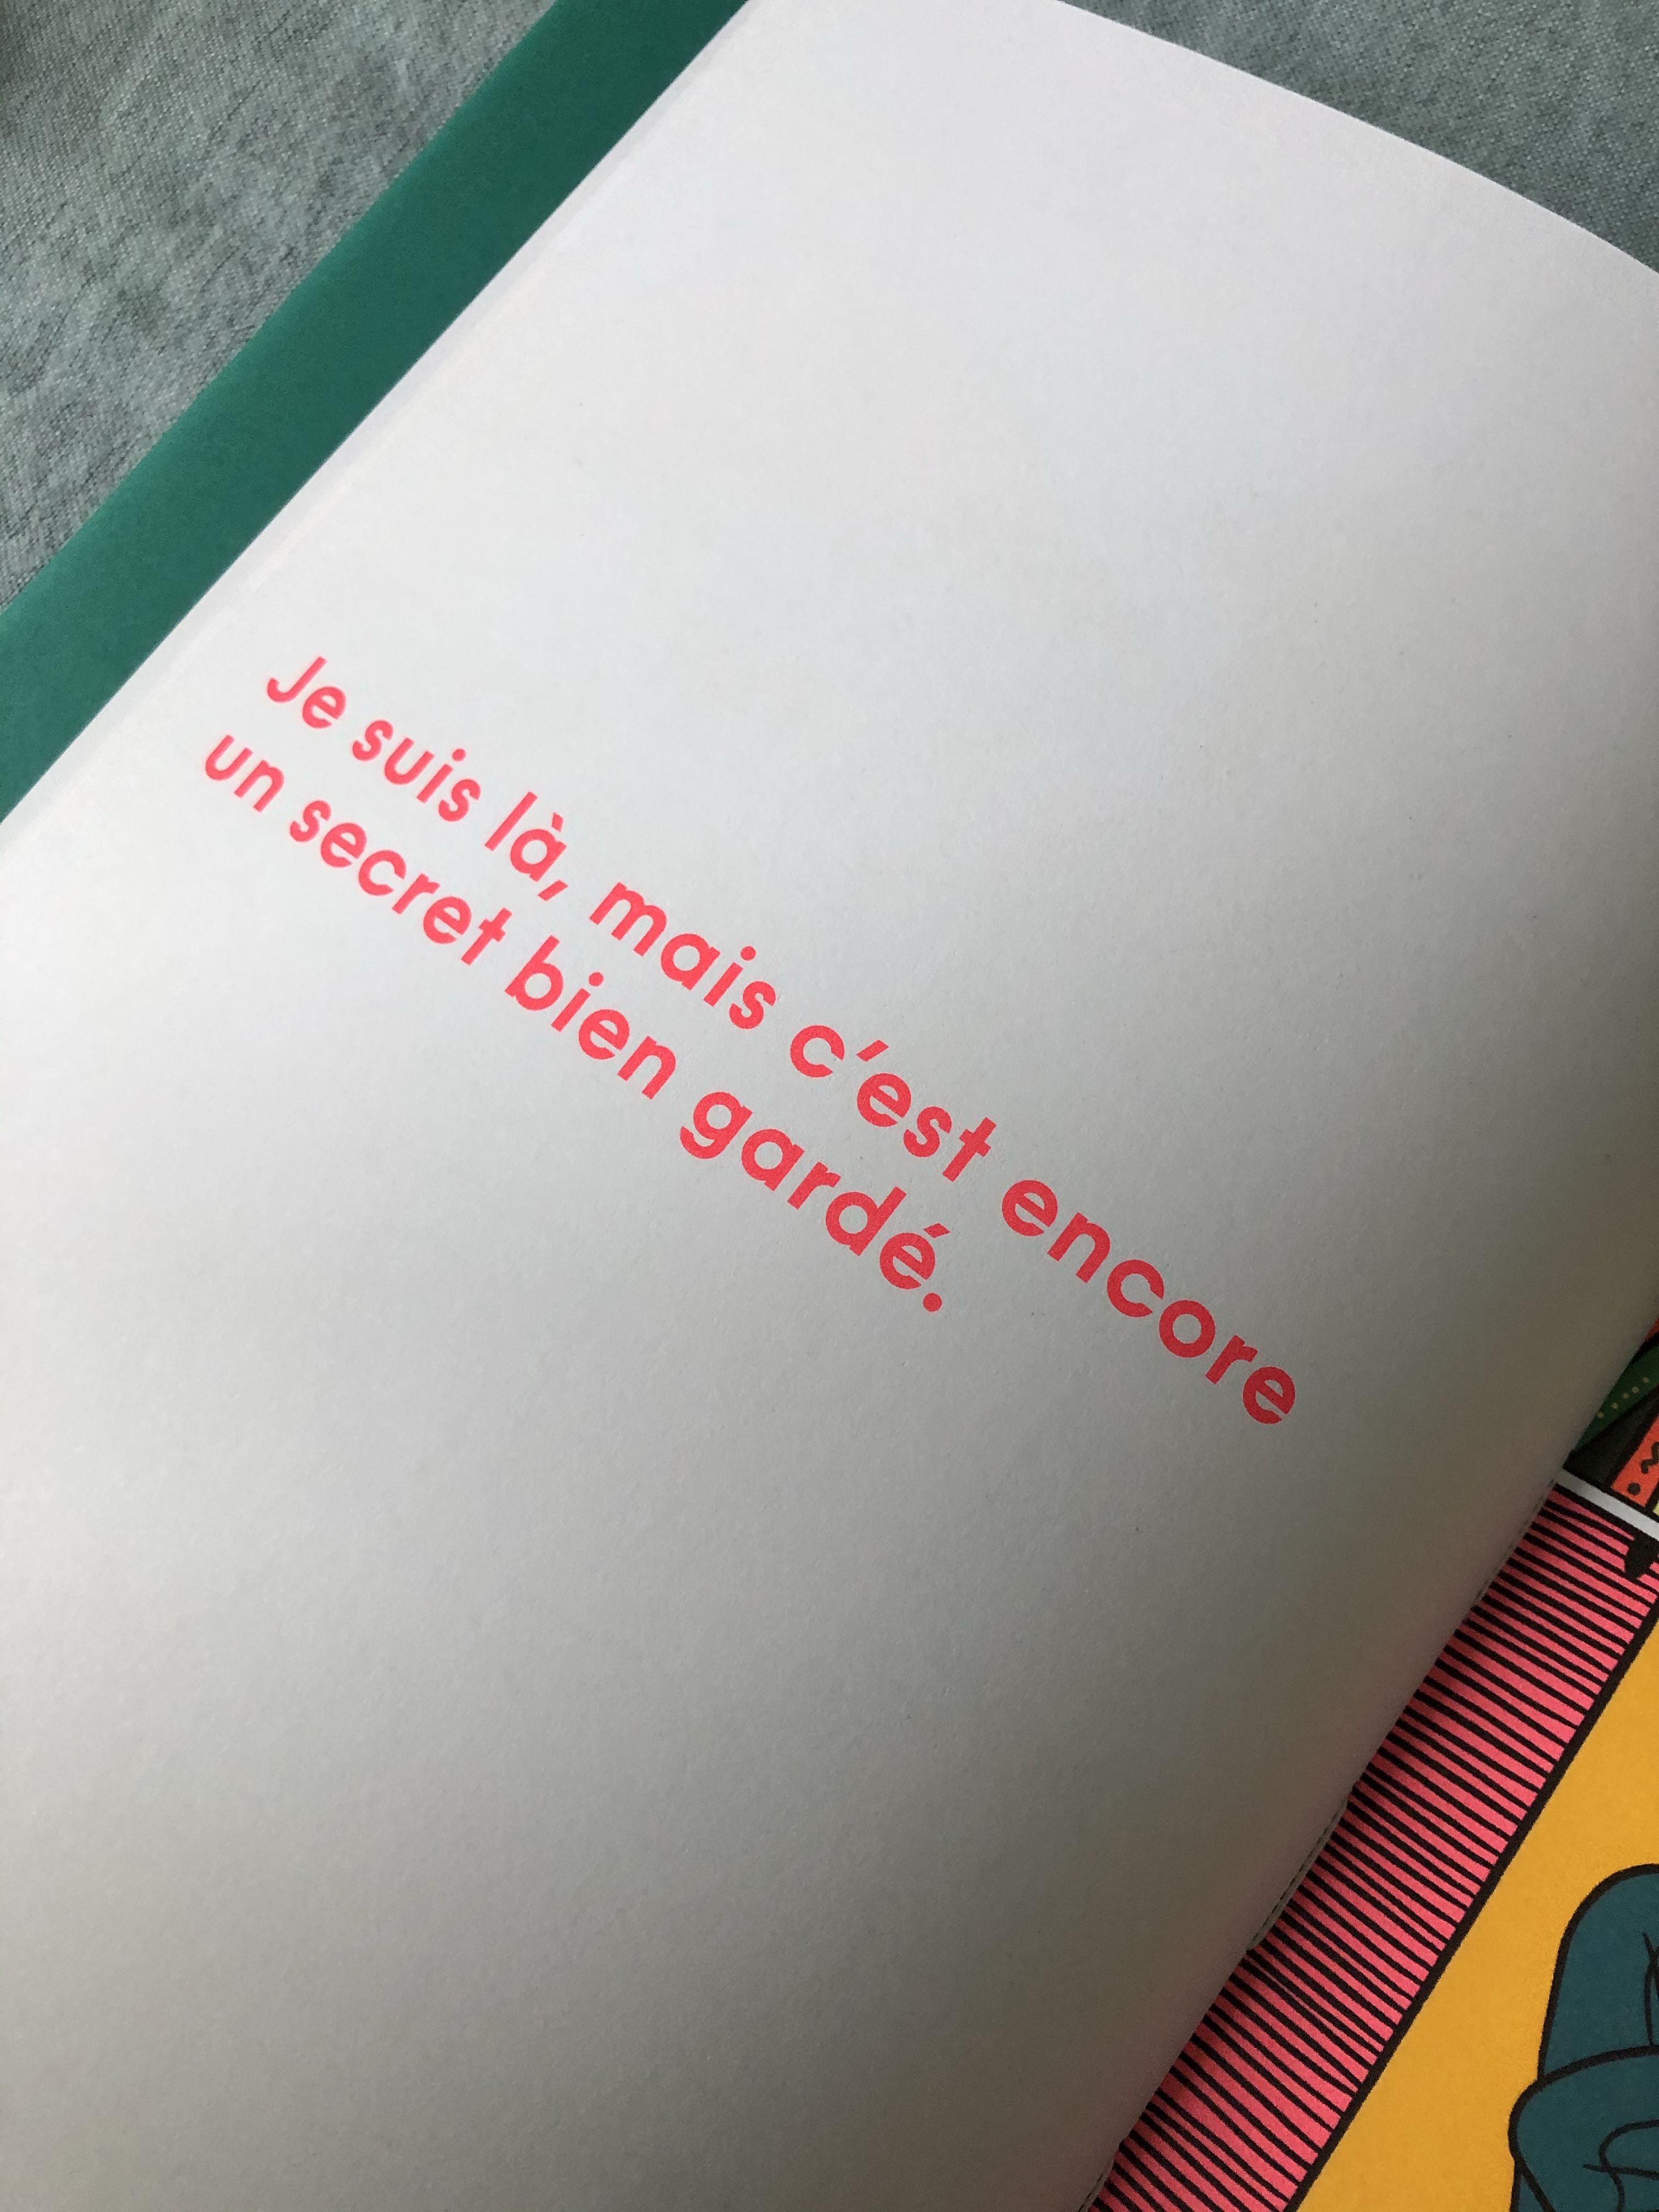 Je suis là, mais c'est encore
un secret bien gardé.